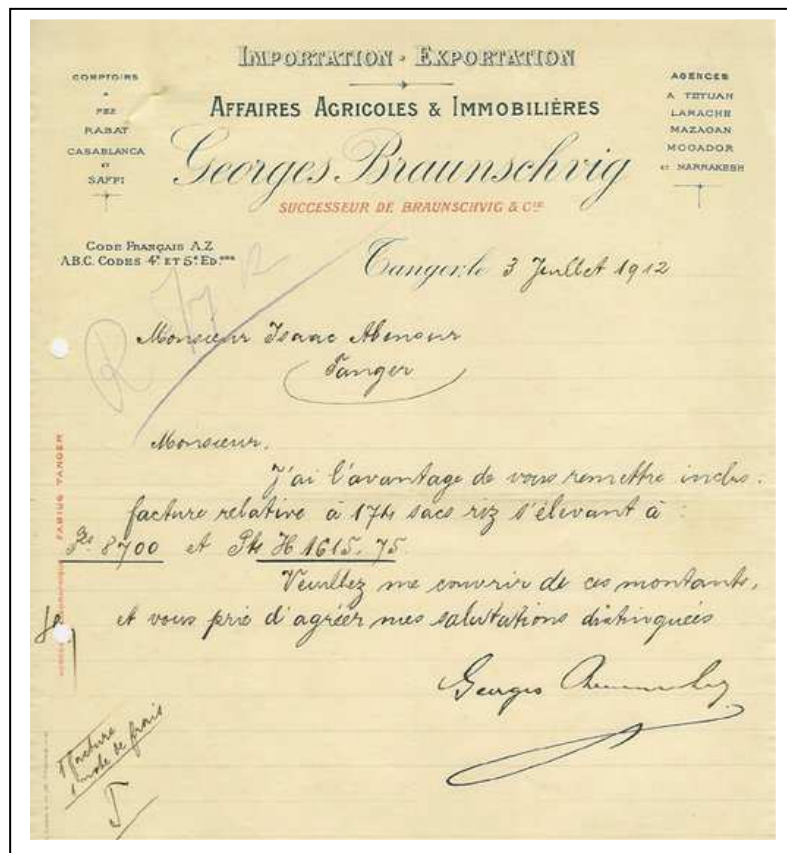 IMPORTATION - EXPORTATION
AFFAIRES AGRICOLES & IMMOBILIÈRES
COMPTOIRS
A
FEZ
RABAT
CASABLANCA
ET
SAFFI
AGENCES
A TETUAN
LARACHE
MAZAGAN
MOGADOR
ET MARRAKESH
Georges Braunschvig
SUCCESSEUR DE BRAUNSCHVIG & CIE
CODE FRANÇAIS A.Z
A.B.C. CODES 4E ET 5E ED.ONS
Tanger, le 3 Juillet 1912
Monsieur Isaac Abensur
Tanger
Monsieur,
J'ai l'avantage de vous remettre inclus
facture relative à 174 sacs riz s'élevant à :
8700 et Pts H 1615.75
Veuillez me couvrir de ces montants,
et vous prie d'agréer mes salutations distinguées
Georges
1 facture
1 note de frais
FABIUS TANGER